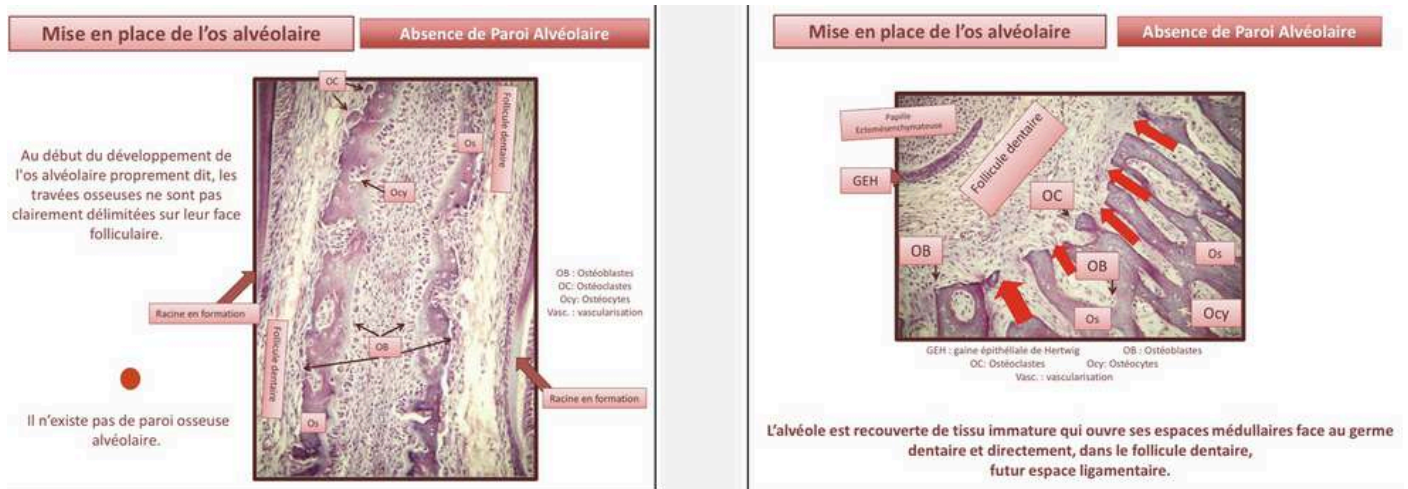 Mise en place de l'os alvéolaire
Absence de Paroi Alvéolaire
Au début du développement de
l'os alvéolaire proprement dit, les
travées osseuses ne sont pas
clairement délimitées sur leur face
folliculaire.
Racine en formation
Il n'existe pas de paroi osseuse
alvéolaire.
OC
Follicule dentaire
Os
Ocy
OB
Follicule dentaire
Os
OB : Ostéoblastes
OC: Ostéoclastes
Ocy: Ostéocytes
Vasc. : vascularisation
Racine en formation
Mise en place de l'os alvéolaire
Absence de Paroi Alvéolaire
Papille
Ectomésenchymateuse
GEH
Follicule dentaire
OC
OB
OB
Os
Os
Ocy
GEH : gaine épithéliale de Hertwig OB : Ostéoblastes
OC: Ostéoclastes Ocy: Ostéocytes
Vasc. : vascularisation
L'alvéole est recouverte de tissu immature qui ouvre ses espaces médullaires face au germe
dentaire et directement, dans le follicule dentaire,
futur espace ligamentaire.